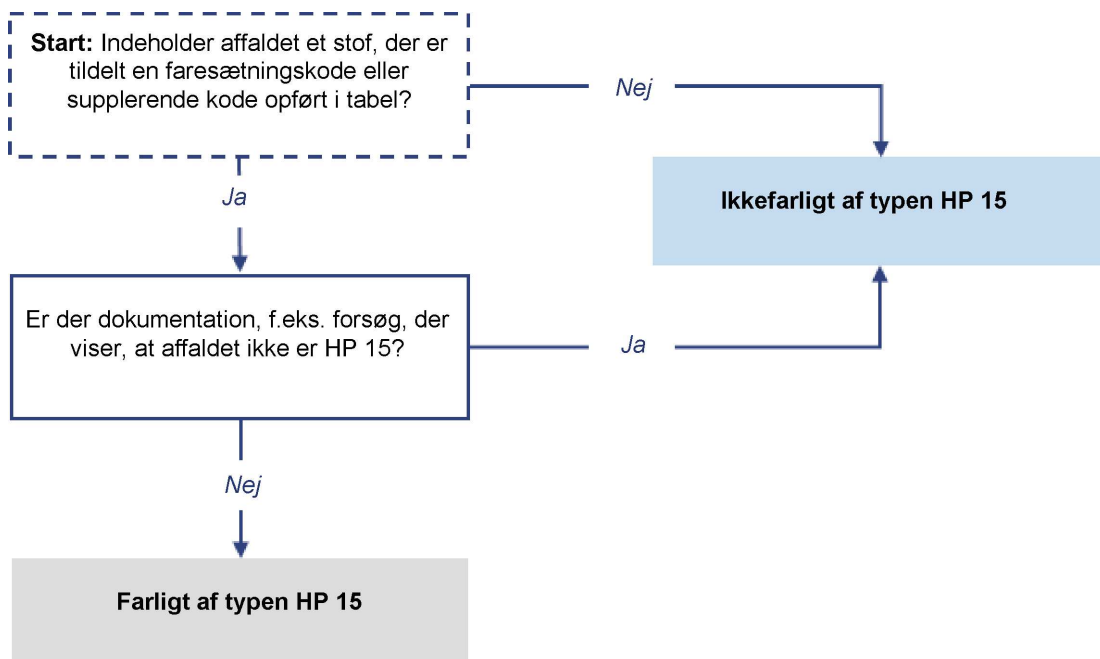 Start: Indeholder affaldet et stof, der er
tildelt en faresætningskode eller
supplerende kode opført i tabel?
Nej
Ja
Ikkefarligt af typen HP 15
Er der dokumentation, f.eks. forsøg, der
viser, at affaldet ikke er HP 15?
Ja
Nej
Farligt af typen HP 15